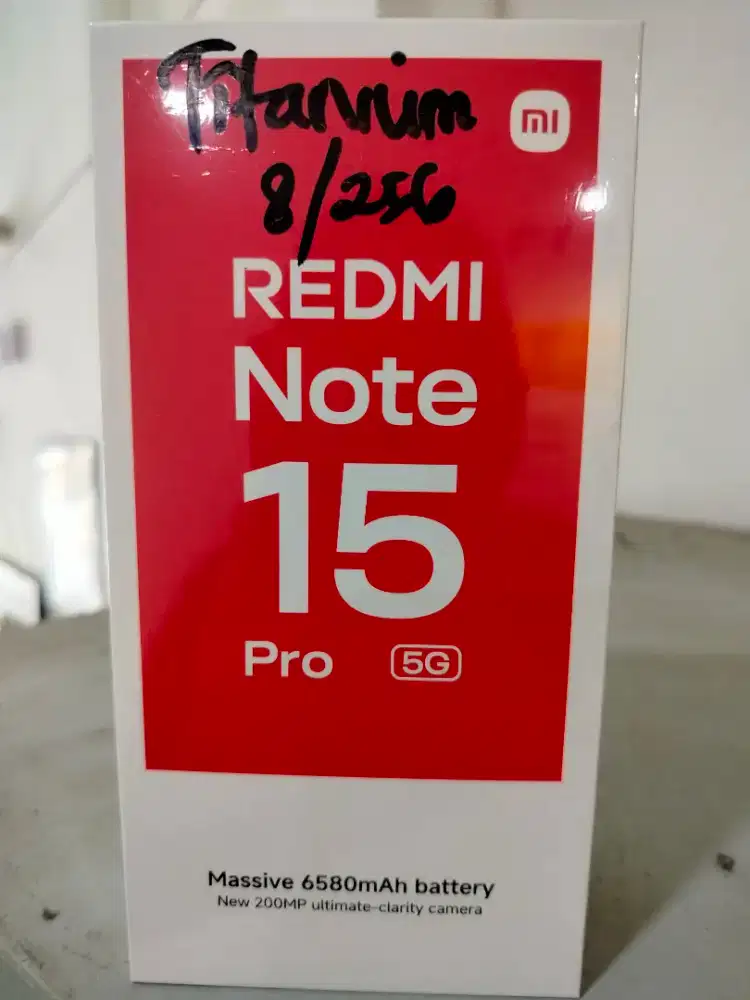 Titanium
mi
8/256
REDMI
Note
15
Pro 5G
Massive 6580mAh battery
New 200MP ultimate-clarity camera